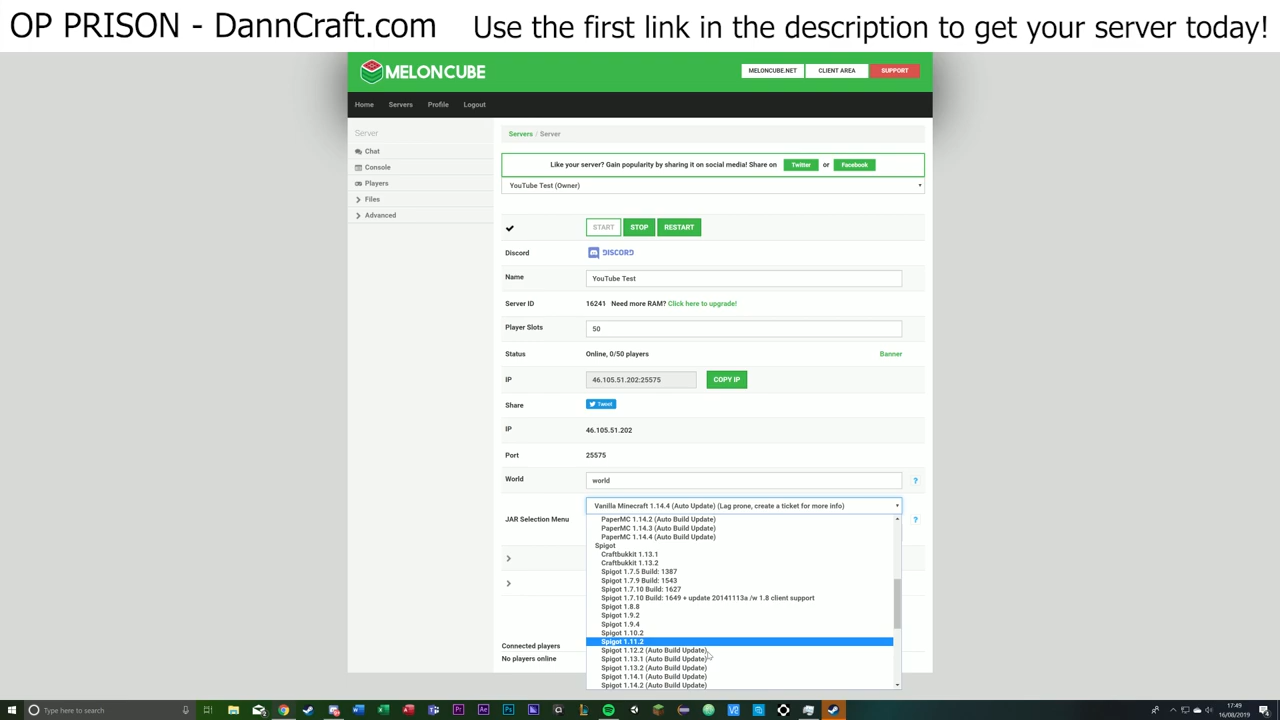 OP PRISON - DannCraft.com Use the first link in the description to get your server today!
MELONCUBE
MELONCUBE.NET CLIENT AREA SUPPORT
Home Servers Profile Logout
Server
Chat
Console
Players
Files
Advanced
Servers / Server
Like your server? Gain popularity by sharing it on social media! Share on Twitter or Facebook
YouTube Test (Owner)
START STOP RESTART
Discord DISCORD
Name YouTube Test
Server ID 16241 Need more RAM? Click here to upgrade!
Player Slots 50
Status Online, 0/50 players Banner
IP 46.105.51.202:25575 COPY IP
Share Tweet
IP 46.105.51.202
Port 25575
World world ?
JAR Selection Menu Vanilla Minecraft 1.14.4 (Auto Update) (Lag prone, create a ticket for more info) ?
PaperMC 1.14.2 (Auto Build Update)
PaperMC 1.14.3 (Auto Build Update)
PaperMC 1.14.4 (Auto Build Update)
Spigot
Craftbukkit 1.13.1
Craftbukkit 1.13.2
Spigot 1.7.5 Build: 1387
Spigot 1.7.9 Build: 1543
Spigot 1.7.10 Build: 1627
Spigot 1.7.10 Build: 1649 + update 20141113a /w 1.8 client support
Spigot 1.8.8
Spigot 1.9.2
Spigot 1.9.4
Spigot 1.10.2
Spigot 1.11.2
Spigot 1.12.2 (Auto Build Update)
Spigot 1.13.1 (Auto Build Update)
Spigot 1.13.2 (Auto Build Update)
Spigot 1.14.1 (Auto Build Update)
Spigot 1.14.2 (Auto Build Update)
Connected players
No players online
Type here to search
17:49
16/08/2019